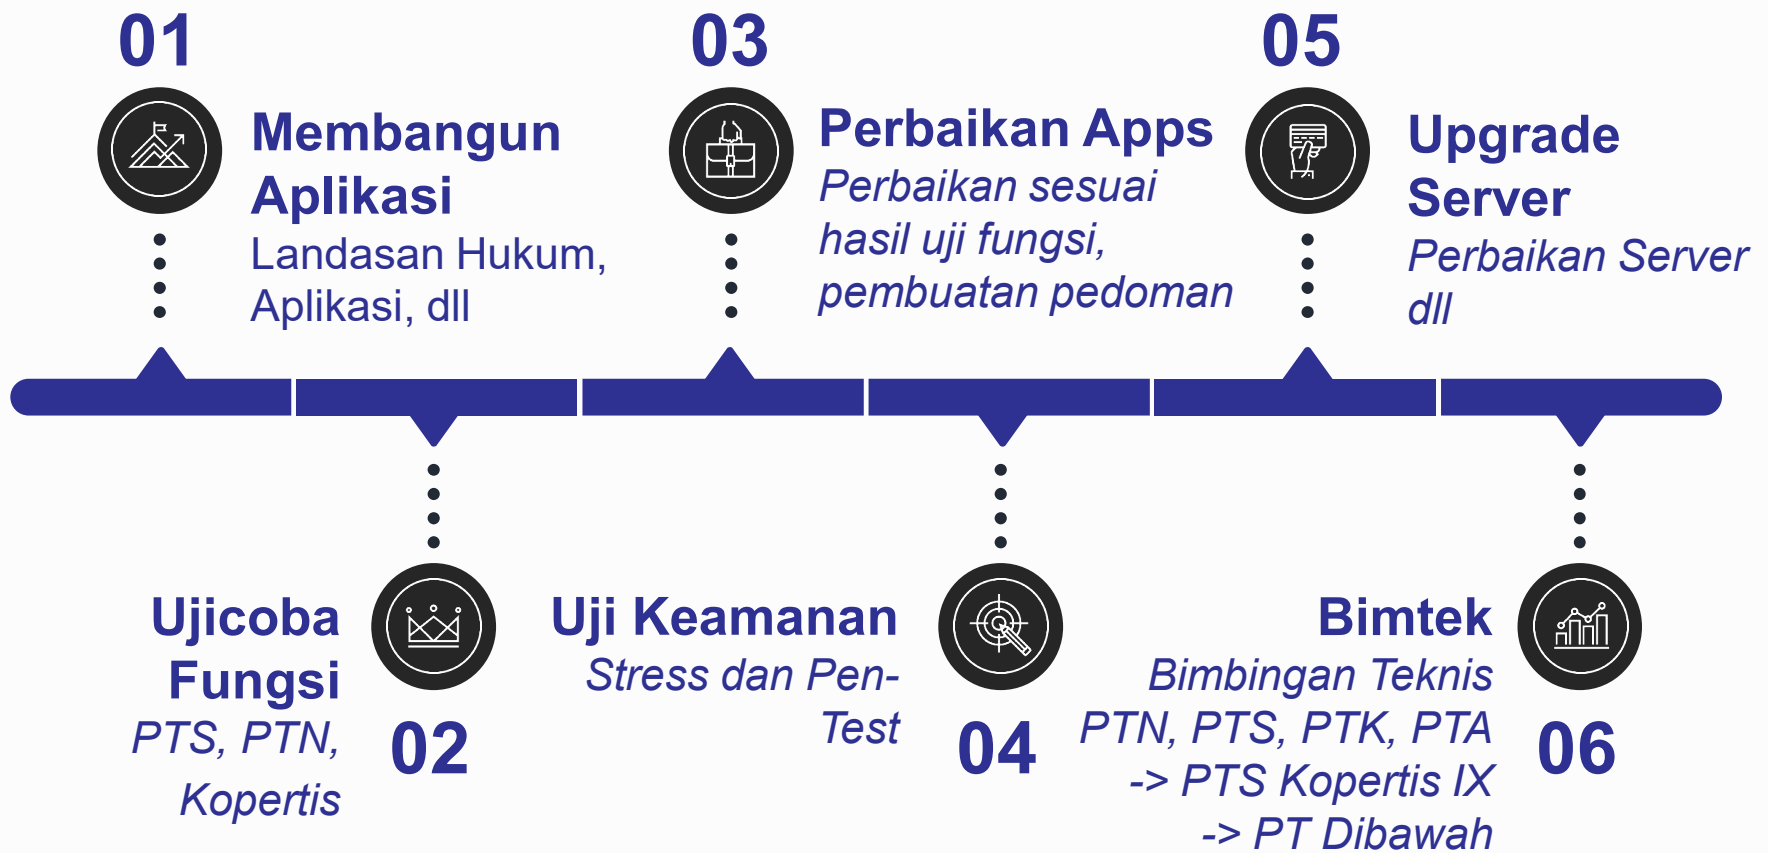 01
Membangun
Aplikasi
Landasan Hukum,
Aplikasi, dll
03
Perbaikan Apps
Perbaikan sesuai
hasil uji fungsi,
pembuatan pedoman
05
Upgrade
Server
Perbaikan Server
dll
Ujicoba
Fungsi
PTS, PTN,
Kopertis
02
Uji Keamanan
Stress dan Pen-
Test
04
Bimtek
Bimbingan Teknis
PTN, PTS, PTK, PTA
-> PTS Kopertis IX
-> PT Dibawah
06